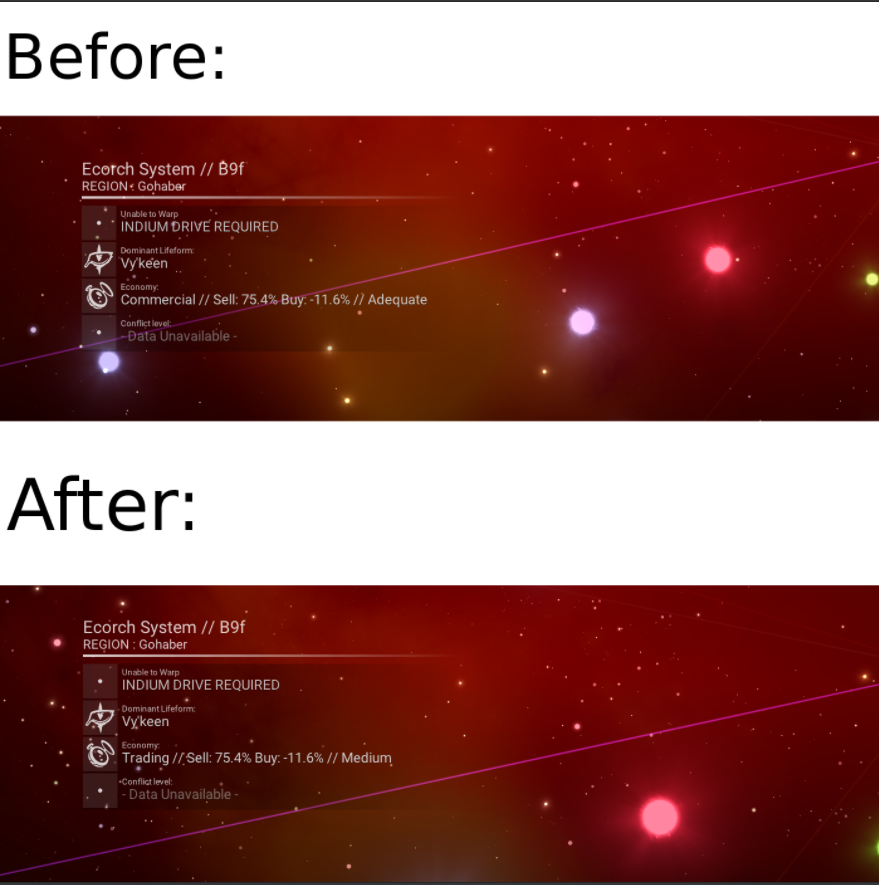 Before:
Ecorch System // B9f
REGION : Gohaber
Unable to Warp
INDIUM DRIVE REQUIRED
Dominant Lifeform:
Vy'keen
Economy:
Commercial // Sell: 75.4% Buy: -11.6% // Adequate
Conflict level:
- Data Unavailable -
After:
Ecorch System // B9f
REGION : Gohaber
Unable to Warp
INDIUM DRIVE REQUIRED
Dominant Lifeform:
Vy'keen
Economy:
Trading // Sell: 75.4% Buy: -11.6% // Medium
Conflict level:
- Data Unavailable -